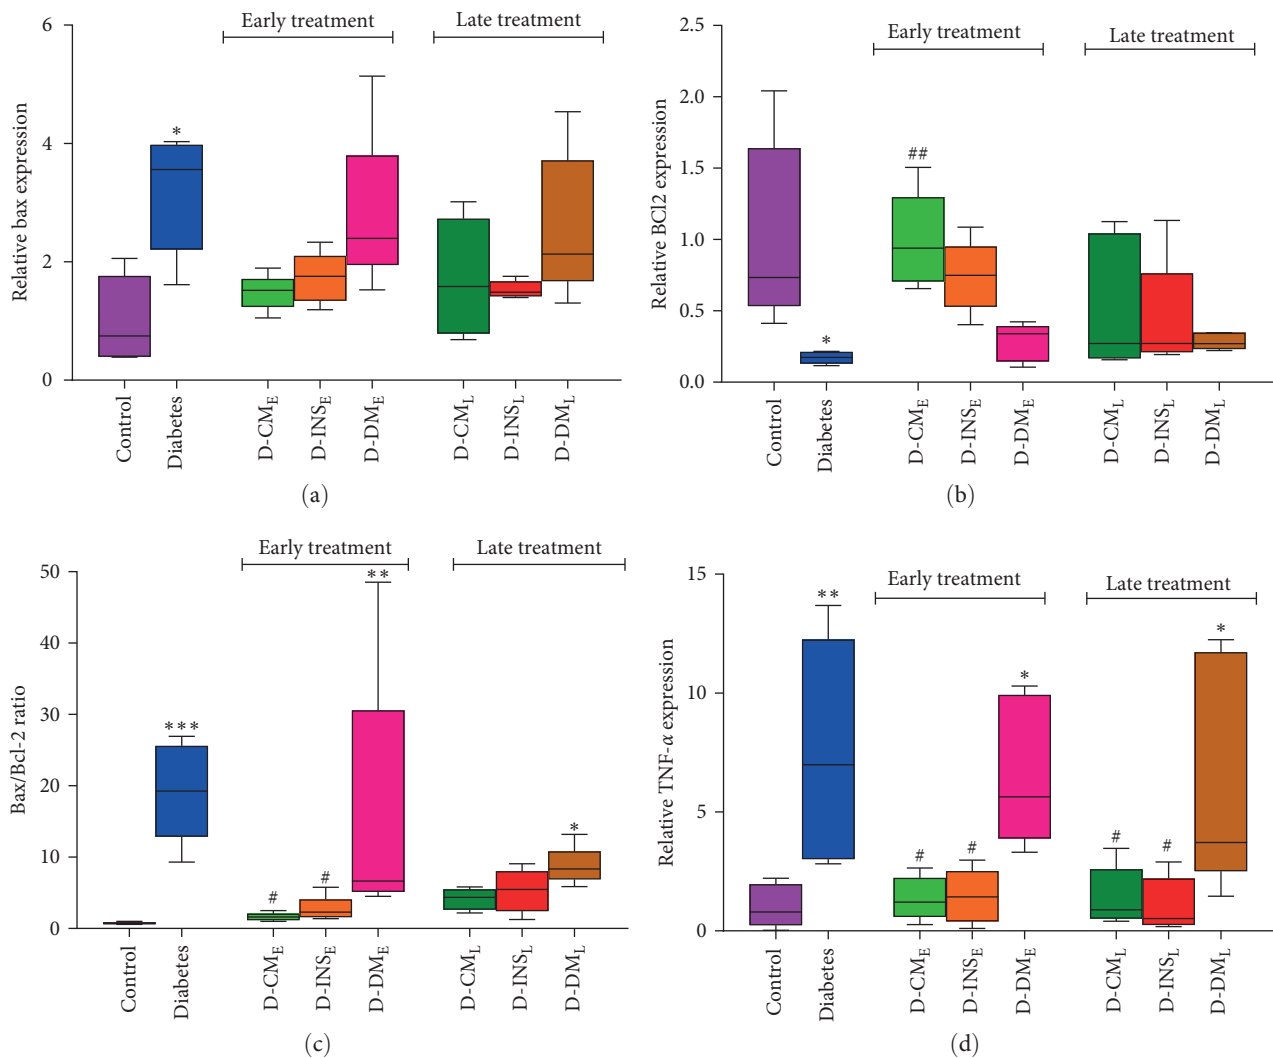 Early treatment
Late treatment
Relative bax expression
6
4
2
0
*
Control
Diabetes
D-CM_E
D-INS_E
D-DM_E
D-CM_L
D-INS_L
D-DM_L
(a)
Early treatment
Late treatment
Relative BCl2 expression
2.5
2.0
1.5
1.0
0.5
0.0
*
##
Control
Diabetes
D-CM_E
D-INS_E
D-DM_E
D-CM_L
D-INS_L
D-DM_L
(b)
Early treatment
Late treatment
Bax/Bcl-2 ratio
50
40
30
20
10
0
***
#
#
**
*
Control
Diabetes
D-CM_E
D-INS_E
D-DM_E
D-CM_L
D-INS_L
D-DM_L
(c)
Early treatment
Late treatment
Relative TNF-α expression
15
10
5
0
**
#
#
*
#
#
*
Control
Diabetes
D-CM_E
D-INS_E
D-DM_E
D-CM_L
D-INS_L
D-DM_L
(d)